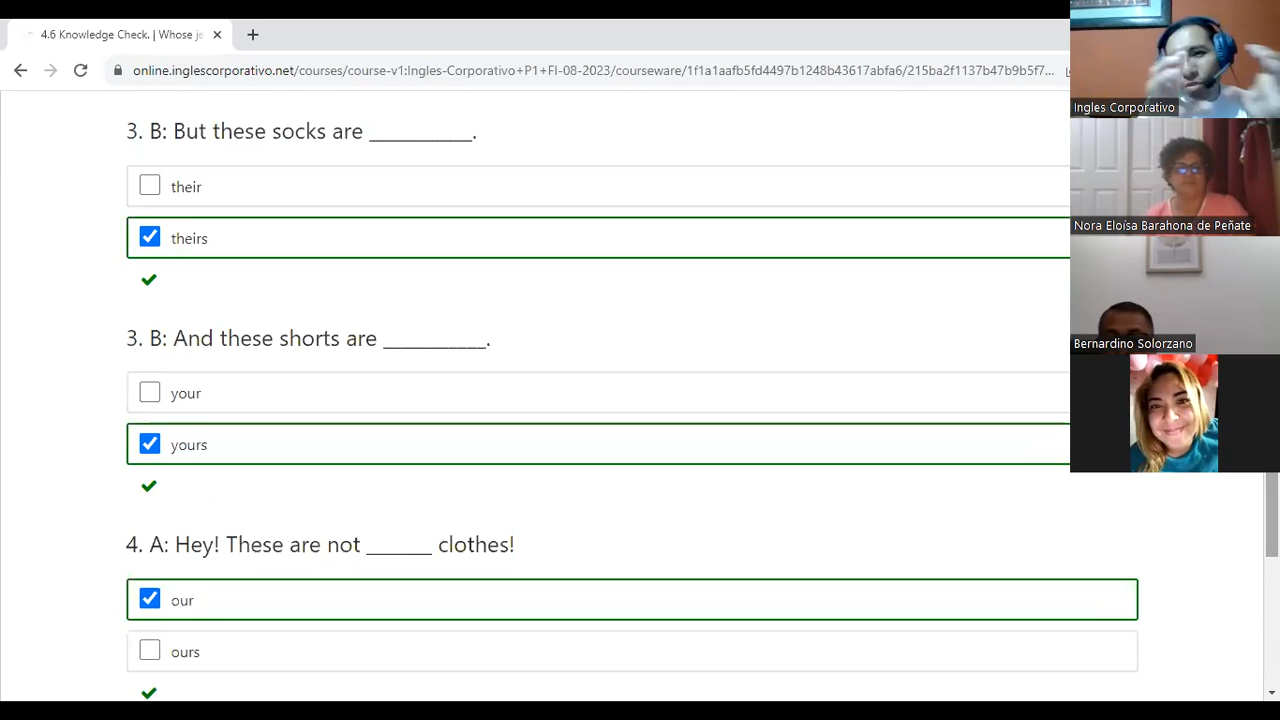 4.6 Knowledge Check. | Whose je
online.inglescorporativo.net/courses/course-v1:Ingles-Corporativo+P1+FI-08-2023/courseware/1f1a1aafb5fd4497b1248b43617abfa6/215ba2f1137b47b9b5f7...
3. B: But these socks are __________.
their
theirs
3. B: And these shorts are __________.
your
yours
4. A: Hey! These are not ______ clothes!
our
ours
Ingles Corporativo
Nora Eloísa Barahona de Peñate
Bernardino Solorzano